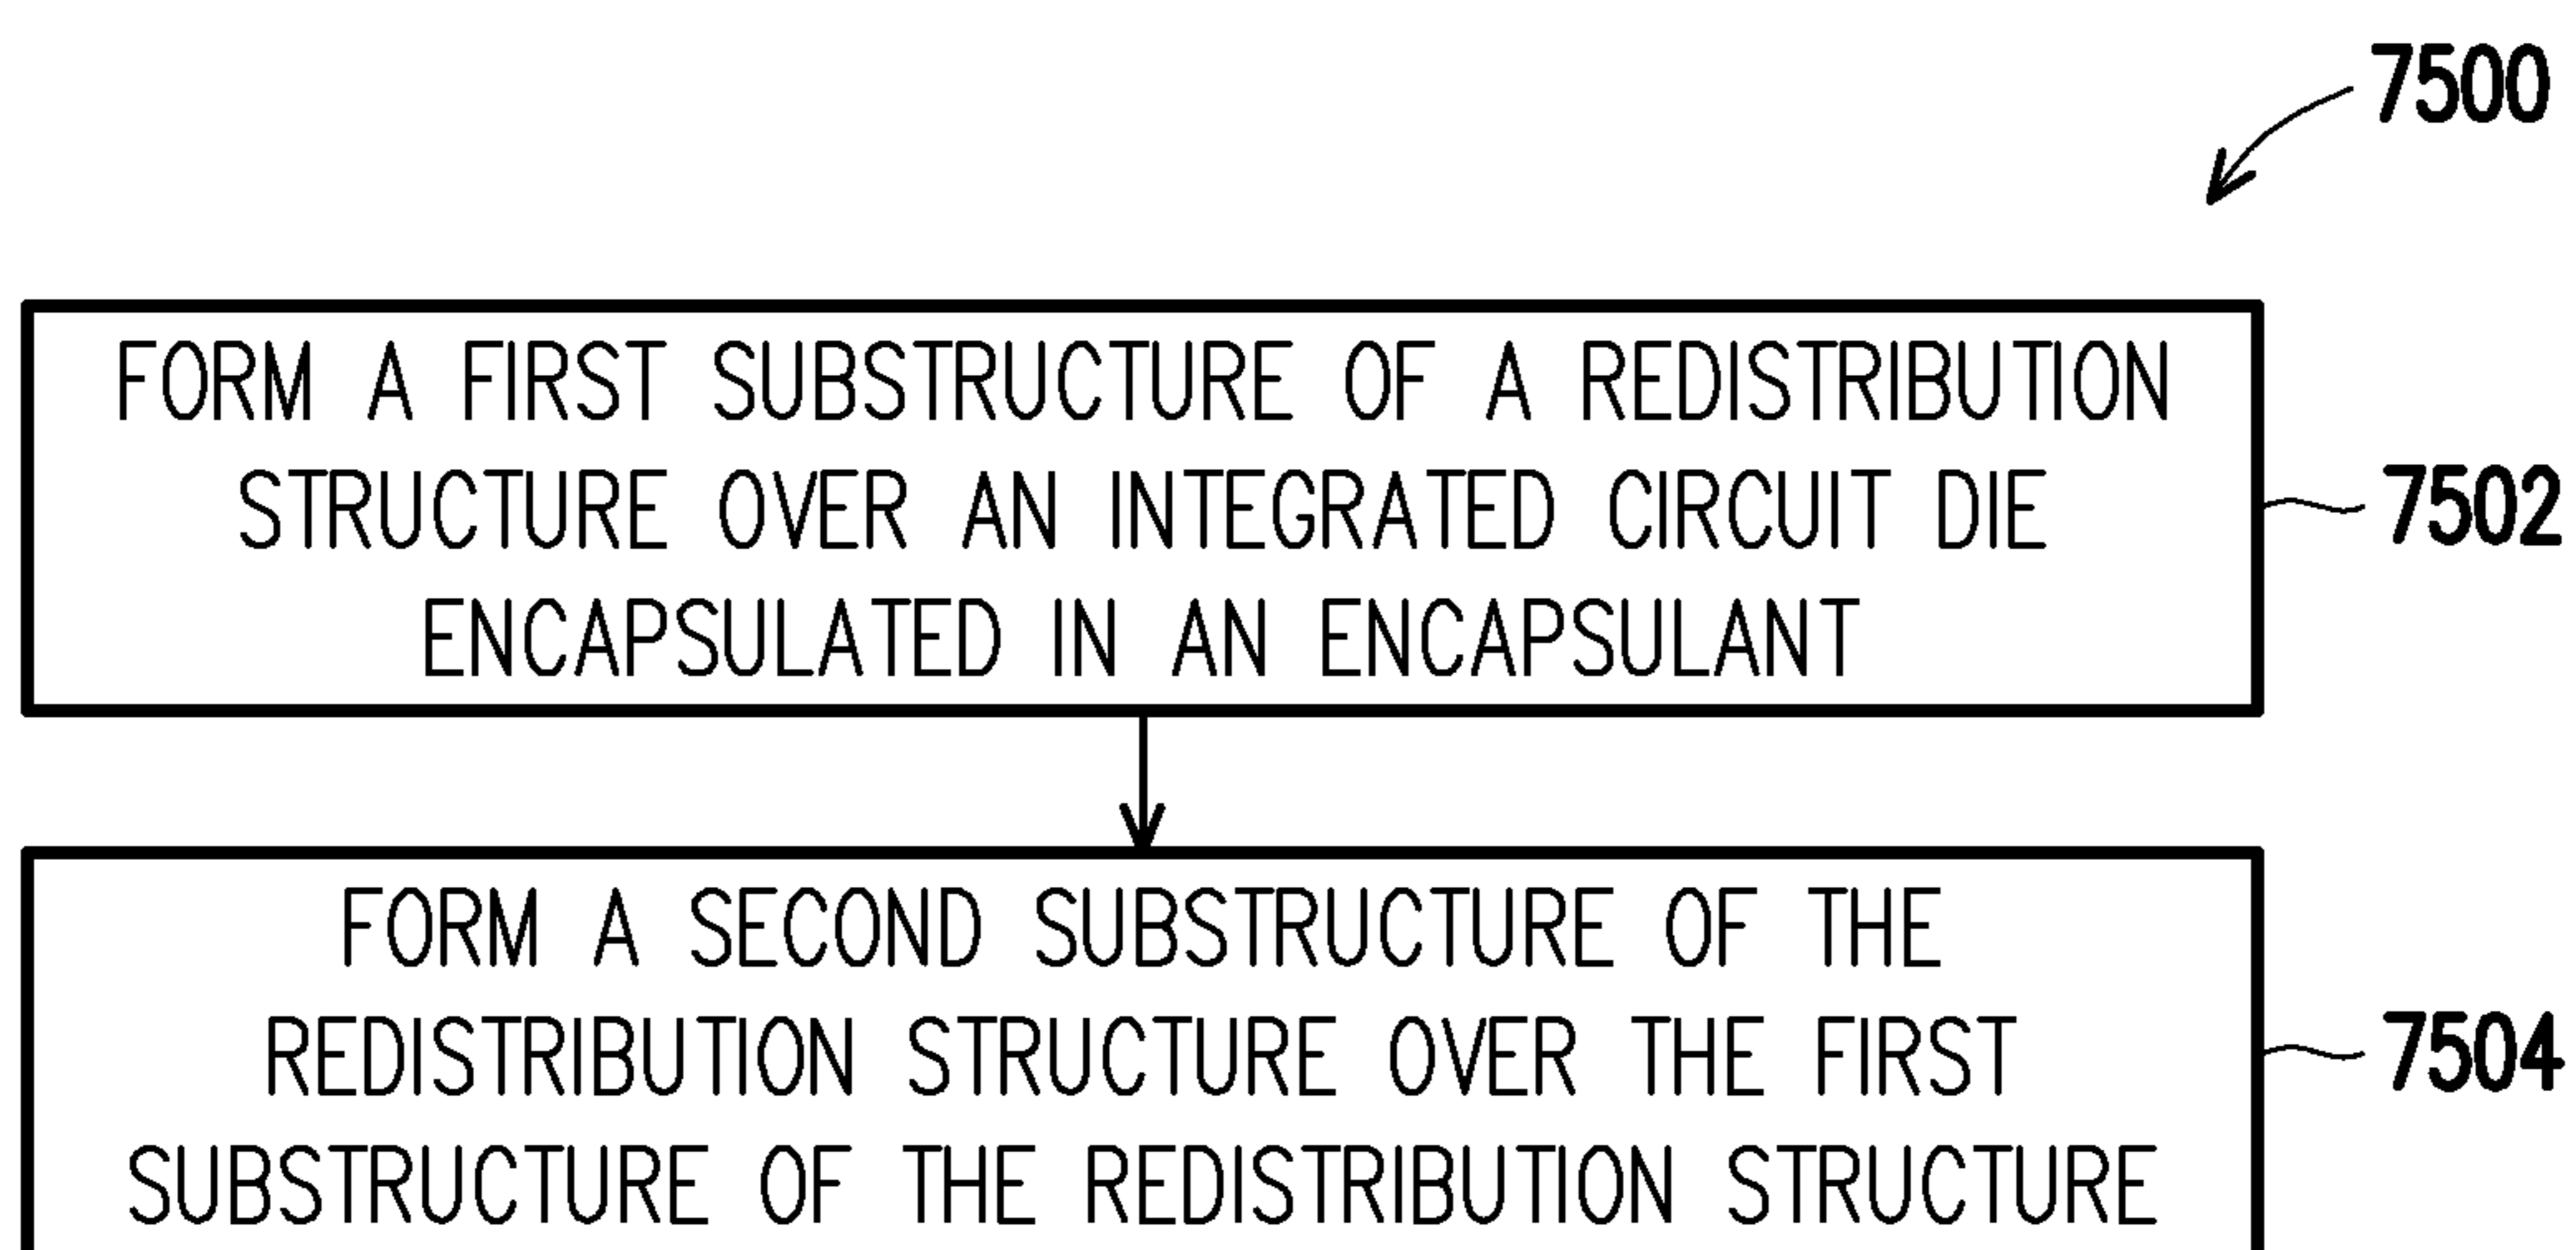 7500
FORM A FIRST SUBSTRUCTURE OF A REDISTRIBUTION
STRUCTURE OVER AN INTEGRATED CIRCUIT DIE
ENCAPSULATED IN AN ENCAPSULANT
7502
FORM A SECOND SUBSTRUCTURE OF THE
REDISTRIBUTION STRUCTURE OVER THE FIRST
SUBSTRUCTURE OF THE REDISTRIBUTION STRUCTURE
7504